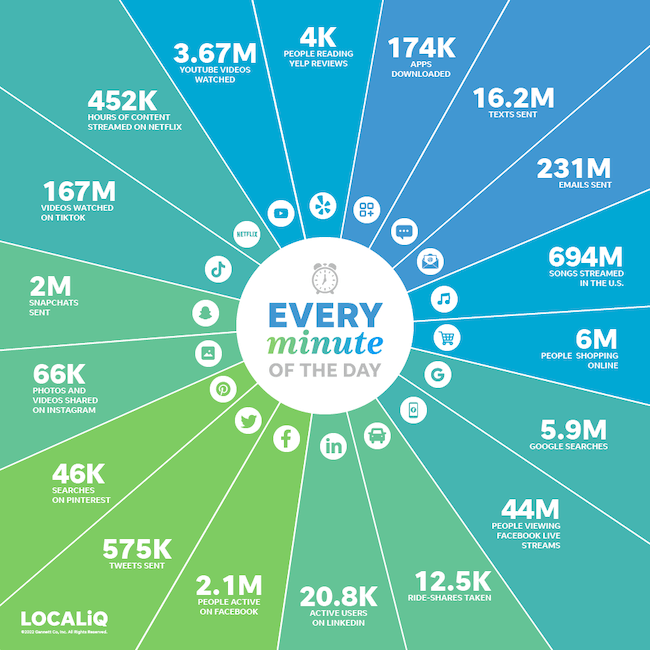 4K
PEOPLE READING
YELP REVIEWS
174K
APPS
DOWNLOADED
16.2M
TEXTS SENT
231M
EMAILS SENT
694M
SONGS STREAMED
IN THE U.S.
6M
PEOPLE SHOPPING
ONLINE
5.9M
GOOGLE SEARCHES
44M
PEOPLE VIEWING
FACEBOOK LIVE
STREAMS
12.5K
RIDE-SHARES TAKEN
20.8K
ACTIVE USERS
ON LINKEDIN
2.1M
PEOPLE ACTIVE
ON FACEBOOK
575K
TWEETS SENT
46K
SEARCHES
ON PINTEREST
66K
PHOTOS AND
VIDEOS SHARED
ON INSTAGRAM
2M
SNAPCHATS
SENT
167M
VIDEOS WATCHED
ON TIKTOK
452K
HOURS OF CONTENT
STREAMED ON NETFLIX
3.67M
YOUTUBE VIDEOS
WATCHED
NETFLIX
G
f
in
EVERY
minute
OF THE DAY
LOCALiQ
©2022 Gannett Co, Inc. All Rights Reserved.